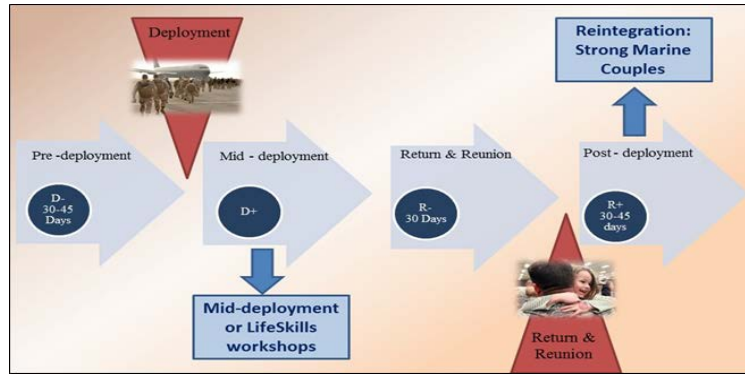 Deployment
Reintegration:
Strong Marine
Couples
Pre -deployment
Mid - deployment
Return & Reunion
Post - deployment
D-
30-45
Days
D+
R-
30 Days
R+
30-45
days
Mid-deployment
or LifeSkills
workshops
Return &
Reunion